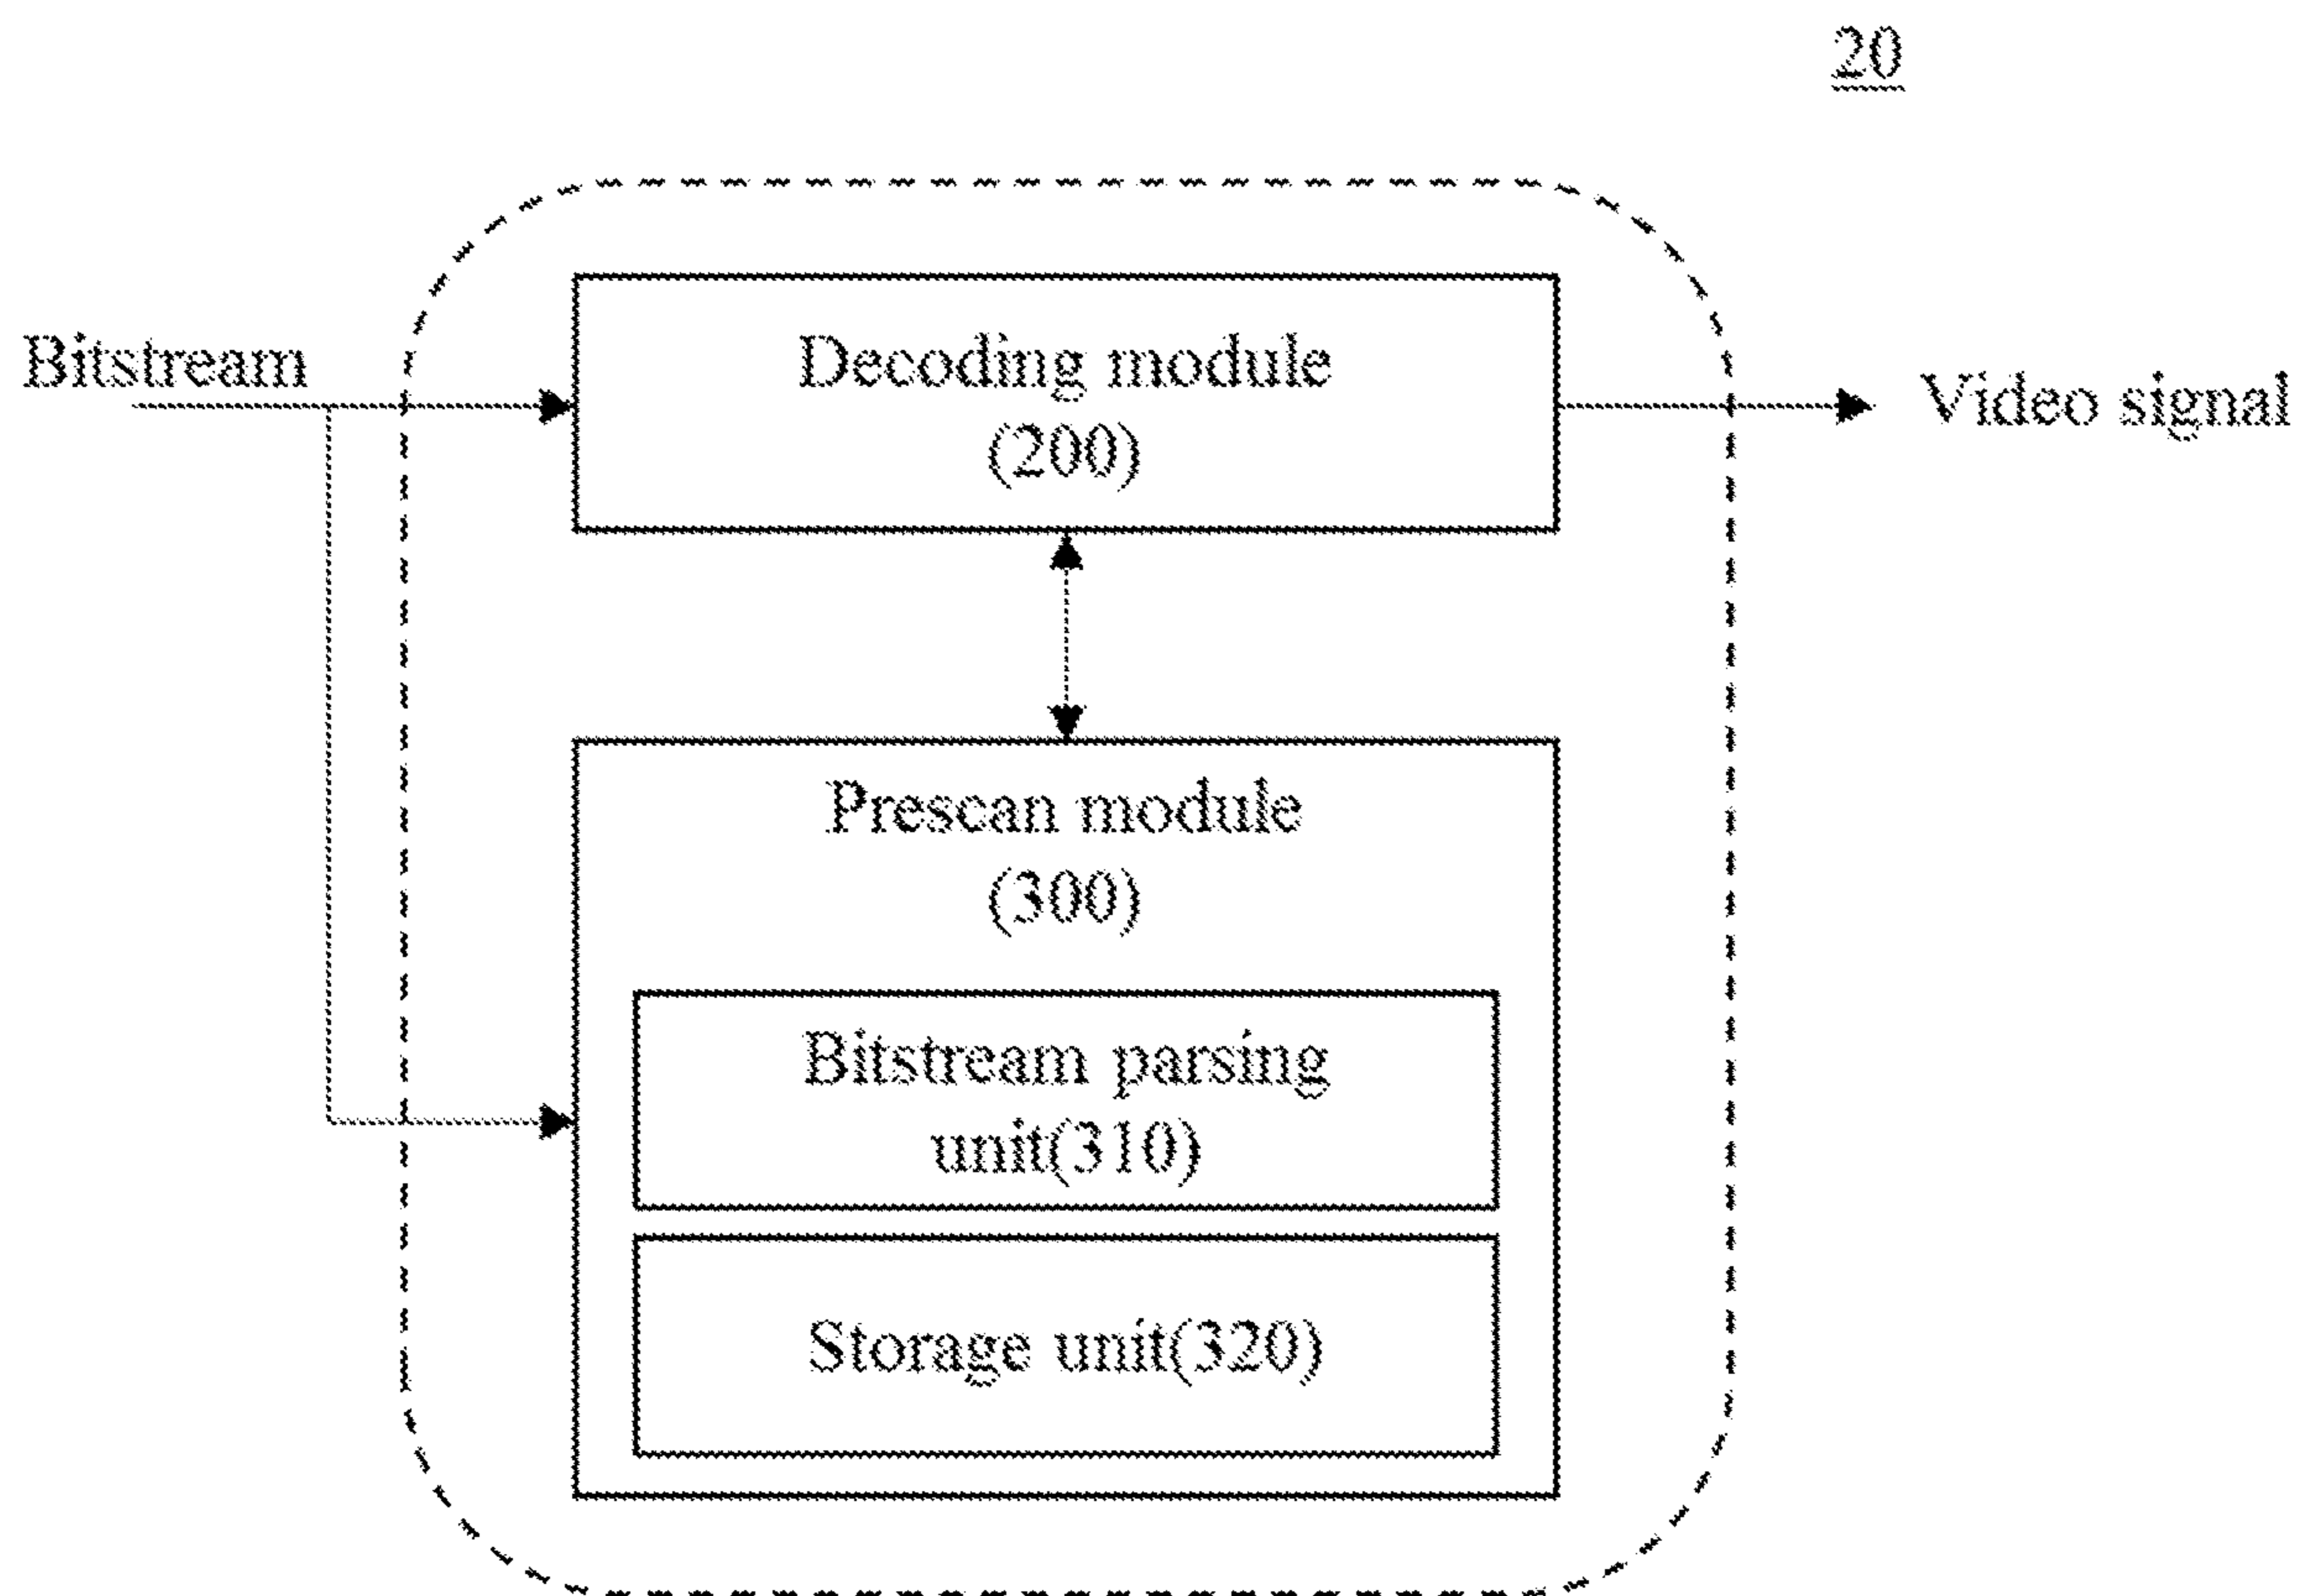 20
Bitstream
Decoding module
(200)
Video signal
Prescan module
(300)
Bitstream parsing
unit(310)
Storage unit(320)